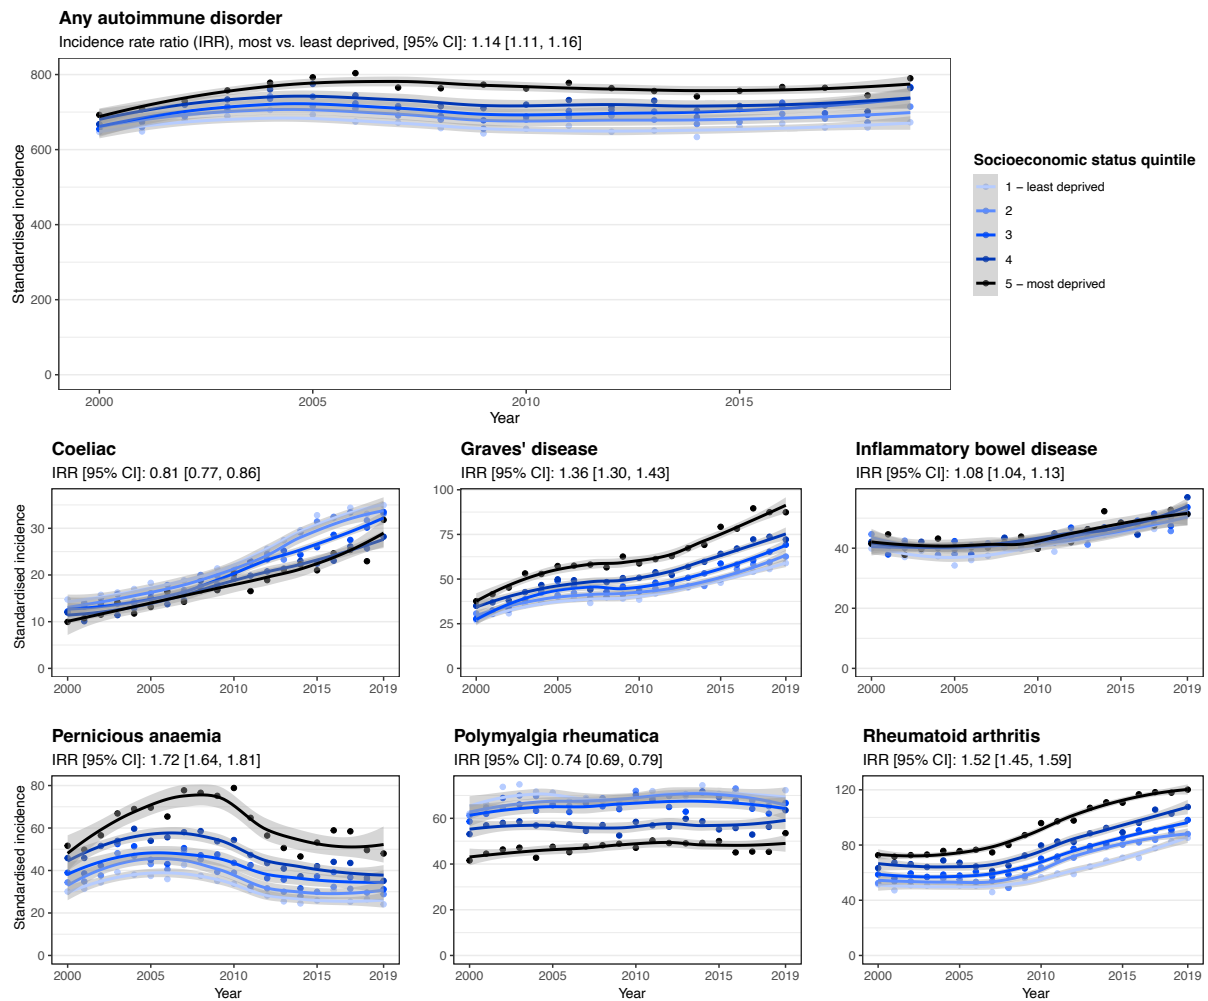 Any autoimmune disorder
Incidence rate ratio (IRR), most vs. least deprived, [95% CI]: 1.14 [1.11, 1.16]
Standardised incidence
800
600
400
200
0
2000
2005
2010
2015
Year
Socioeconomic status quintile
1 − least deprived
2
3
4
5 − most deprived
Coeliac
IRR [95% CI]: 0.81 [0.77, 0.86]
Standardised incidence
30
20
10
0
2000
2005
2010
2015
2019
Graves' disease
IRR [95% CI]: 1.36 [1.30, 1.43]
100
75
50
25
0
2000
2005
2010
2015
2019
Inflammatory bowel disease
IRR [95% CI]: 1.08 [1.04, 1.13]
40
20
0
2000
2005
2010
2015
2019
Pernicious anaemia
IRR [95% CI]: 1.72 [1.64, 1.81]
Standardised incidence
80
60
40
20
0
2000
2005
2010
2015
2019
Year
Polymyalgia rheumatica
IRR [95% CI]: 0.74 [0.69, 0.79]
60
40
20
0
2000
2005
2010
2015
2019
Year
Rheumatoid arthritis
IRR [95% CI]: 1.52 [1.45, 1.59]
120
80
40
0
2000
2005
2010
2015
2019
Year